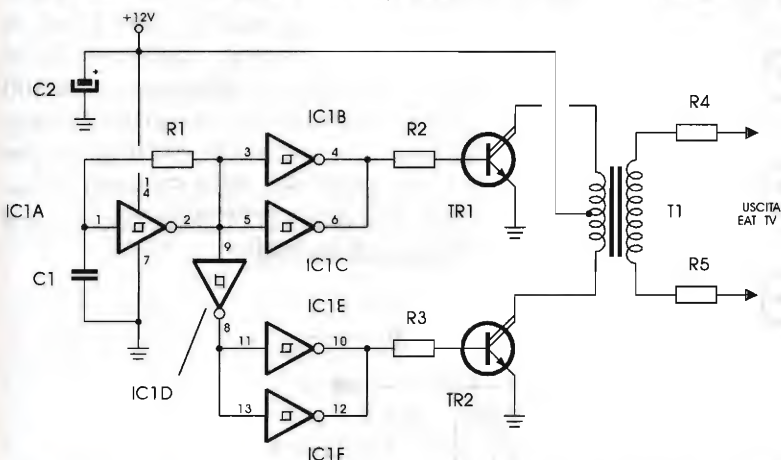 +12V
C2
+
R1
IC1B
R2
R4
3
4
1
4
IC1A
1
2
5
6
TR1
T1
USCITA
EAT TV
7
9
IC1C
C1
R5
8
IC1E
R3
11
10
IC1D
13
12
TR2
IC1F